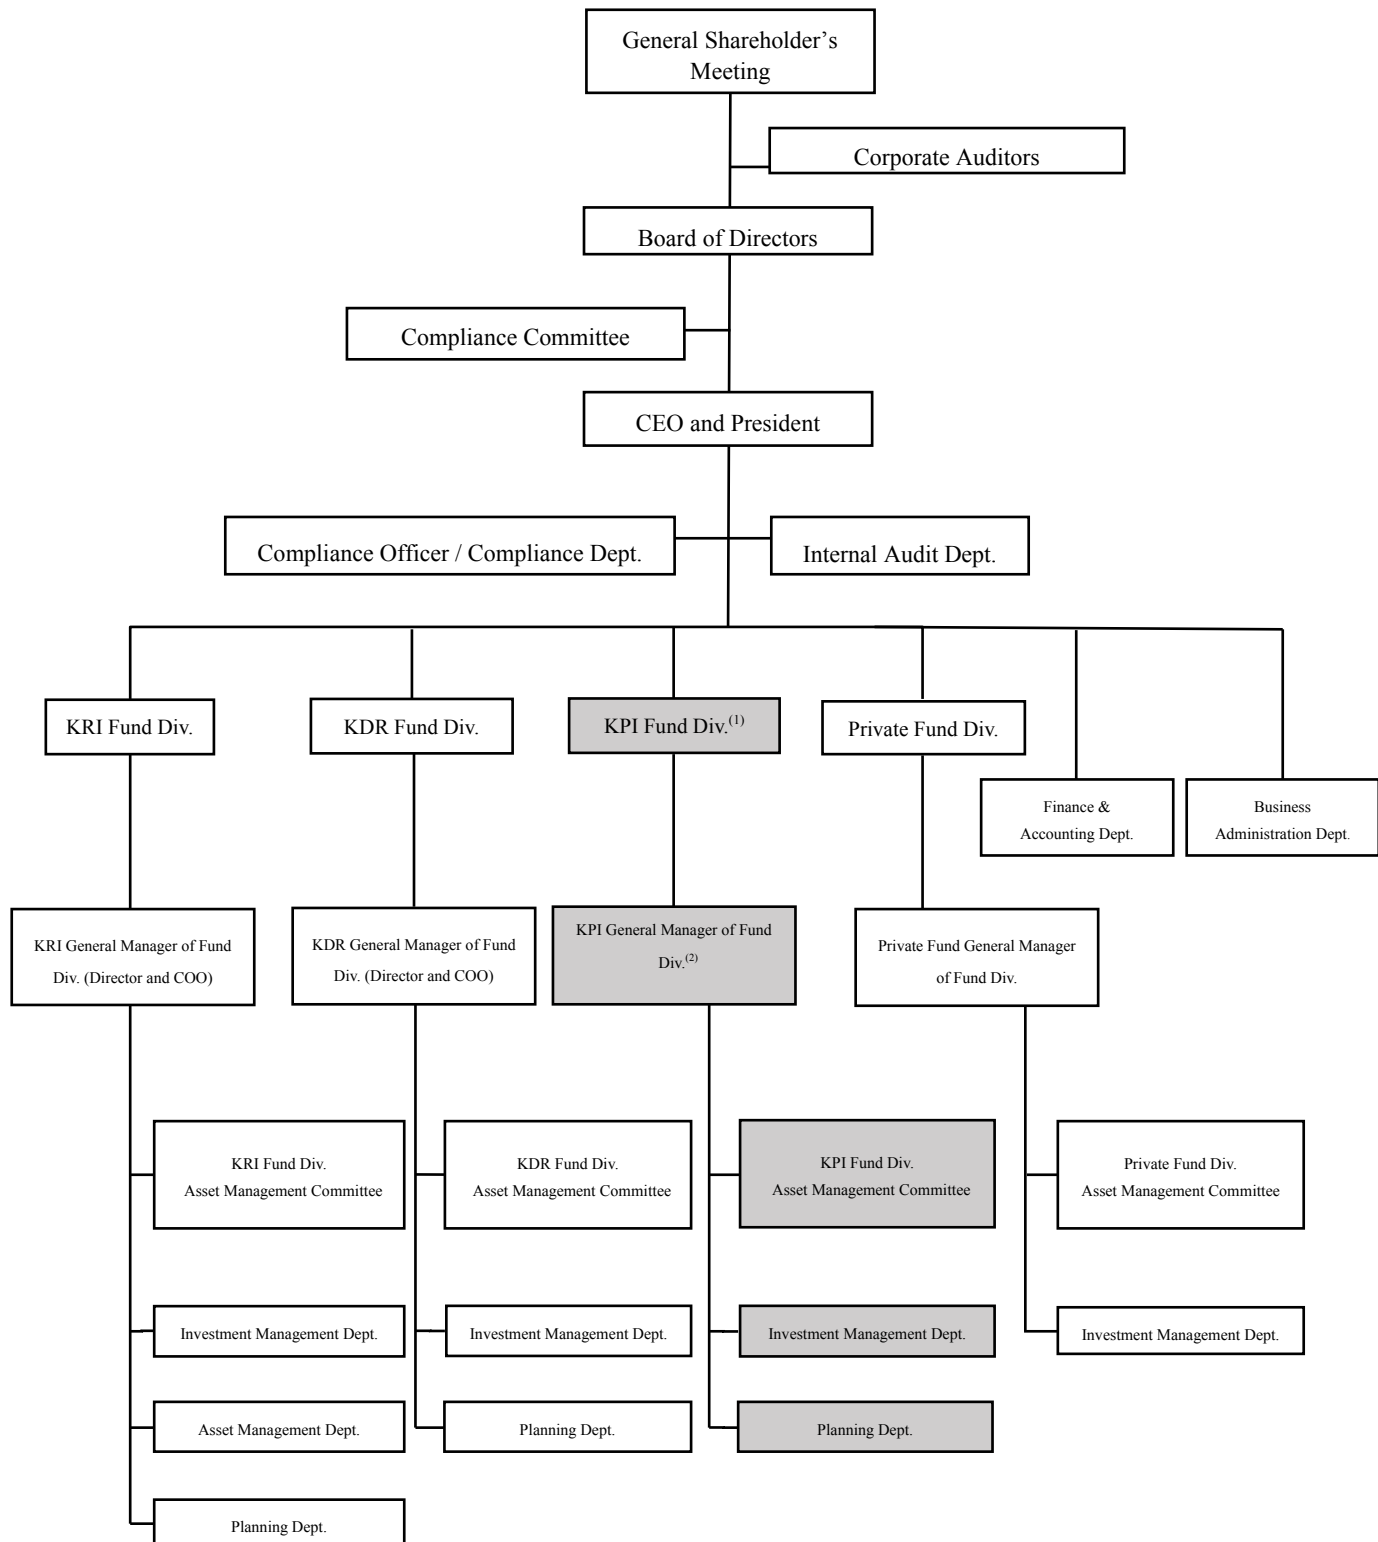 General Shareholder’s
Meeting
Corporate Auditors
Board of Directors
Compliance Committee
CEO and President
Compliance Officer / Compliance Dept.
Internal Audit Dept.
KRI Fund Div.
KDR Fund Div.
KPI Fund Div.(1)
Private Fund Div.
Finance &
Accounting Dept.
Business
Administration Dept.
KRI General Manager of Fund
Div. (Director and COO)
KDR General Manager of Fund
Div. (Director and COO)
KPI General Manager of Fund
Div.(2)
Private Fund General Manager
of Fund Div.
KRI Fund Div.
Asset Management Committee
KDR Fund Div.
Asset Management Committee
KPI Fund Div.
Asset Management Committee
Private Fund Div.
Asset Management Committee
Investment Management Dept.
Investment Management Dept.
Investment Management Dept.
Investment Management Dept.
Asset Management Dept.
Planning Dept.
Planning Dept.
Planning Dept.